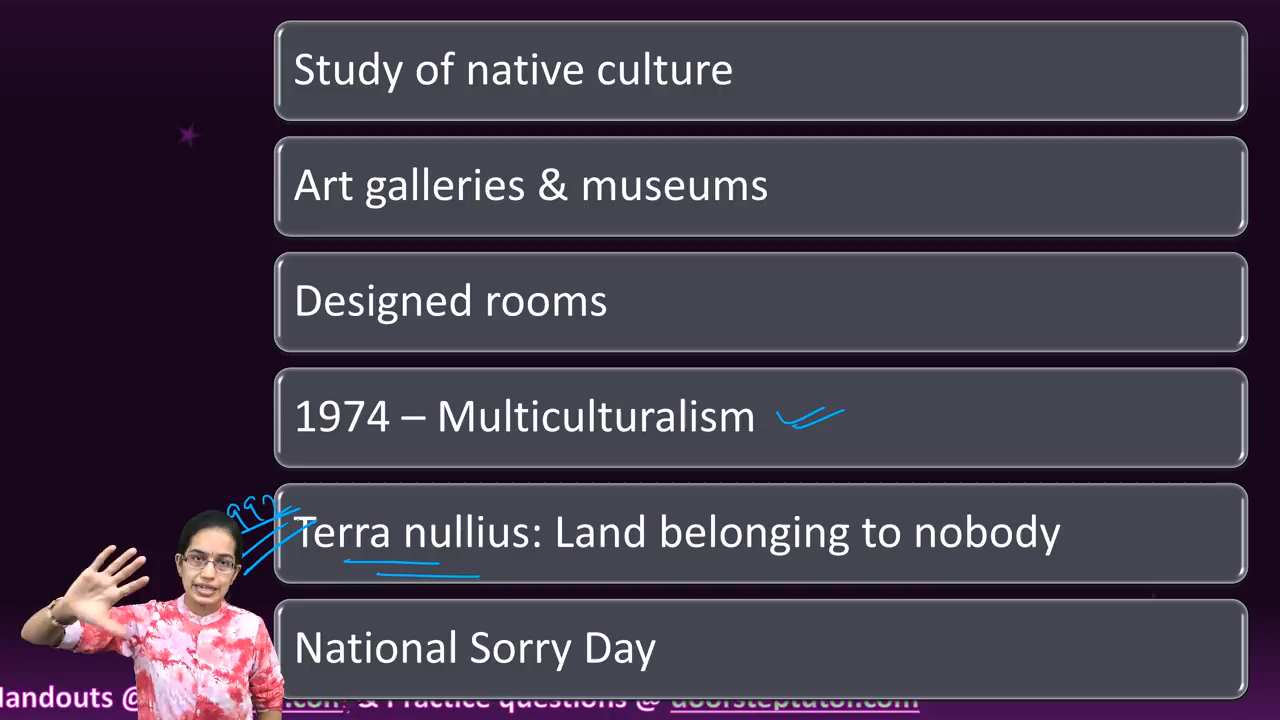 Study of native culture
Art galleries & museums
Designed rooms
1974 – Multiculturalism
Terra nullius: Land belonging to nobody
National Sorry Day
Handouts @ & Practice questions @ doorsteptutor.com